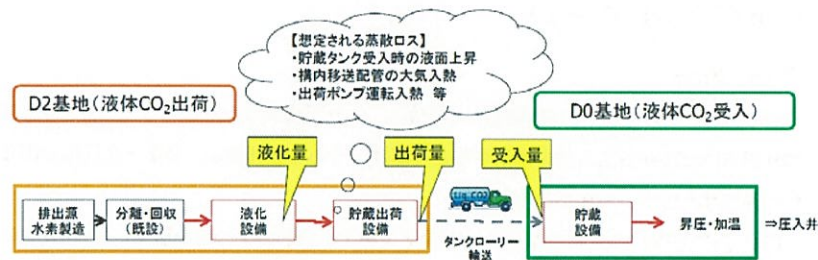 【想定される蒸散ロス】
・貯蔵タンク受入時の液面上昇
・構内移送配管の大気入熱
・出荷ポンプ運転入熱 等
D2基地(液体CO₂出荷)
D0基地(液体CO₂受入)
液化量
出荷量
受入量
排出源
水素製造
分離・回収
(既設)
液化
設備
貯蔵出荷
設備
Liq.CO2
タンクローリー
輸送
貯蔵
設備
昇圧・加温
⇒圧入井